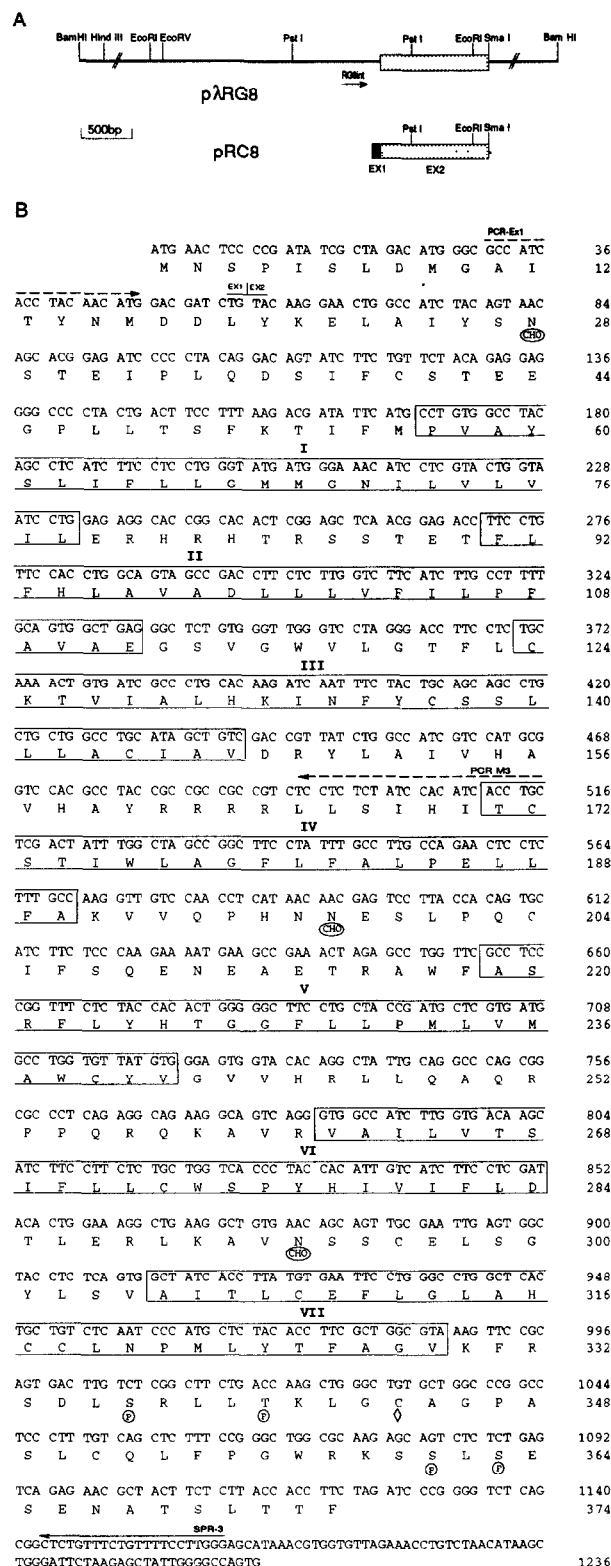 A
BamHI Hind III EcoRI EcoRV Pst I Pst I EcoRI Sma I Bam HI
RG8int
pλRG8
500bp
Pst I EcoRI Sma I
pRC8
EX1 EX2
B
PCR-Ex1
ATG AAC TCC CCG ATA TCG CTA GAC ATG GGC GCC ATC 36
M N S P I S L D M G A I 12
EX1 EX2
ACC TAC AAC ATG GAC GAT CTG TAC AAG GAA CTG GCC ATC TAC AGT AAC 84
T Y N M D D L Y K E L A I Y S N 28
CHO
AGC ACG GAG ATC CCC CTA CAG GAC AGT ATC TTC TGT TCT ACA GAG GAG 136
S T E I P L Q D S I F C S T E E 44
GGG CCC CTA CTG ACT TCC TTT AAG ACG ATA TTC ATG CCT GTG GCC TAC 180
G P L L T S F K T I F M P V A Y 60
I
AGC CTC ATC TTC CTC CTG GGT ATG ATG GGA AAC ATC CTC GTA CTG GTA 228
S L I F L L G M M G N I L V L V 76
ATC CTG GAG AGG CAC CGG CAC ACT CGG AGC TCA ACG GAG ACC TTC CTG 276
I L E R H R H T R S S T E T F L 92
II
TTC CAC CTG GCA GTA GCC GAC CTT CTC TTG GTC TTC ATC TTG CCT TTT 324
F H L A V A D L L L V F I L P F 108
GCA GTG GCT GAG GGC TCT GTG GGT TGG GTC CTA GGG ACC TTC CTC TGC 372
A V A E G S V G W V L G T F L C 124
III
AAA ACT GTG ATC GCC CTG CAC AAG ATC AAT TTC TAC TGC AGC AGC CTG 420
K T V I A L H K I N F Y C S S L 140
CTG CTG GCC TGC ATA GCT GTC GAC CGT TAT CTG GCC ATC GTC CAT GCG 468
L L A C I A V D R Y L A I V H A 156
PCR M3
GTC CAC GCC TAC CGC CGC CGC CGT CTC CTC TCT ATC CAC ATC ACC TGC 516
V H A Y R R R R L L S I H I T C 172
IV
TCG ACT ATT TGG CTA GCC GGC TTC CTA TTT GCC TTG CCA GAA CTC CTC 564
S T I W L A G F L F A L P E L L 188
TTT GCC AAG GTT GTC CAA CCT CAT AAC AAC GAG TCC TTA CCA CAG TGC 612
F A K V V Q P H N N E S L P Q C 204
CHO
ATC TTC TCC CAA GAA AAT GAA GCC GAA ACT AGA GCC TGG TTC GCC TCC 660
I F S Q E N E A E T R A W F A S 220
V
CGG TTT CTC TAC CAC ACT GGG GGC TTC CTG CTA CCG ATG CTC GTG ATG 708
R F L Y H T G G F L L P M L V M 236
GCC TGG TGT TAT GTG GGA GTG GTA CAC AGG CTA TTG CAG GCC CAG CGG 756
A W C Y V G V V H R L L Q A Q R 252
CGC CCT CAG AGG CAG AAG GCA GTC AGG GTG GCC ATC TTG GTG ACA AGC 804
P P Q R Q K A V R V A I L V T S 268
VI
ATC TTC CTT CTC TGC TGG TCA CCC TAC CAC ATT GTC ATC TTC CTC GAT 852
I F L L C W S P Y H I V I F L D 284
ACA CTG GAA AGG CTG AAG GCT GTG AAC AGC AGT TGC GAA TTG AGT GGC 900
T L E R L K A V N S S C E L S G 300
CHO
TAC CTC TCA GTG GCT ATC ACC TTA TGT GAA TTC CTG GGC CTG GCT CAC 948
Y L S V A I T L C E F L G L A H 316
VII
TGC TGT CTC AAT CCC ATG CTC TAC ACC TTC GCT GGC GTA AAG TTC CGC 996
C C L N P M L Y T F A G V K F R 332
AGT GAC TTG TCT CGG CTT CTG ACC AAG CTG GGC TGT GCT GGC CCG GCC 1044
S D L S R L L T K L G C A G P A
P P
TCC CTT TGT CAG CTC TTT CCG GGC TGG CGC AAG AGC AGT CTC TCT GAG 1092
S L C Q L F P G W R K S S L S E 364
P P
TCA GAG AAC GCT ACT TCT CTT ACC ACC TTC TAG ATC CCG GGG TCT CAG 1140
S E N A T S L T T F 374
SPR-3
CGGCTCTGTTTCTGTTTTCCTTGGGAGCATAAACGTGGTGTTAGAAACCTGTCTAACATAAGC
TGGGATTCTAAGAGCTATTGGGGCCAGTG 1236